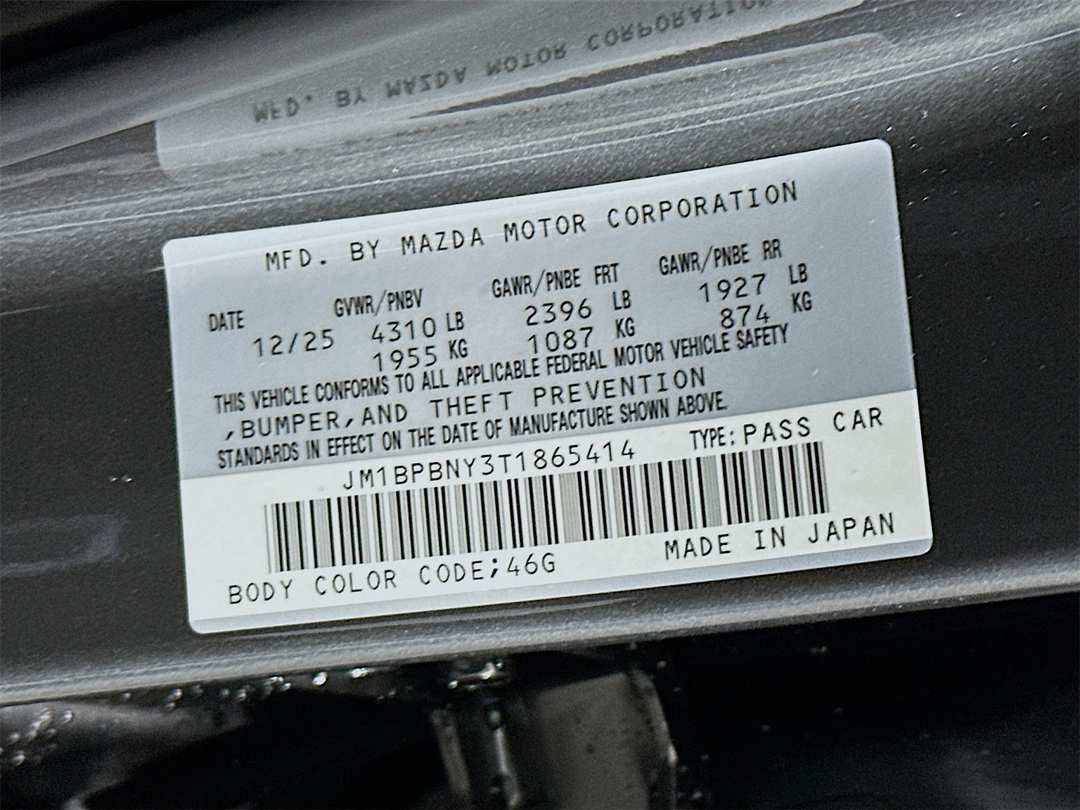 MFD. BY MAZDA MOTOR CORPORATION
MFD. BY MAZDA MOTOR CORPORATION
DATE GVWR/PNBV GAWR/PNBE FRT GAWR/PNBE RR
12/25 4310 LB 2396 LB 1927 LB
1955 KG 1087 KG 874 KG
THIS VEHICLE CONFORMS TO ALL APPLICABLE FEDERAL MOTOR VEHICLE SAFETY
,BUMPER,AND THEFT PREVENTION
STANDARDS IN EFFECT ON THE DATE OF MANUFACTURE SHOWN ABOVE.
JM1BPBNY3T1865414 TYPE:PASS CAR
BODY COLOR CODE;46G MADE IN JAPAN